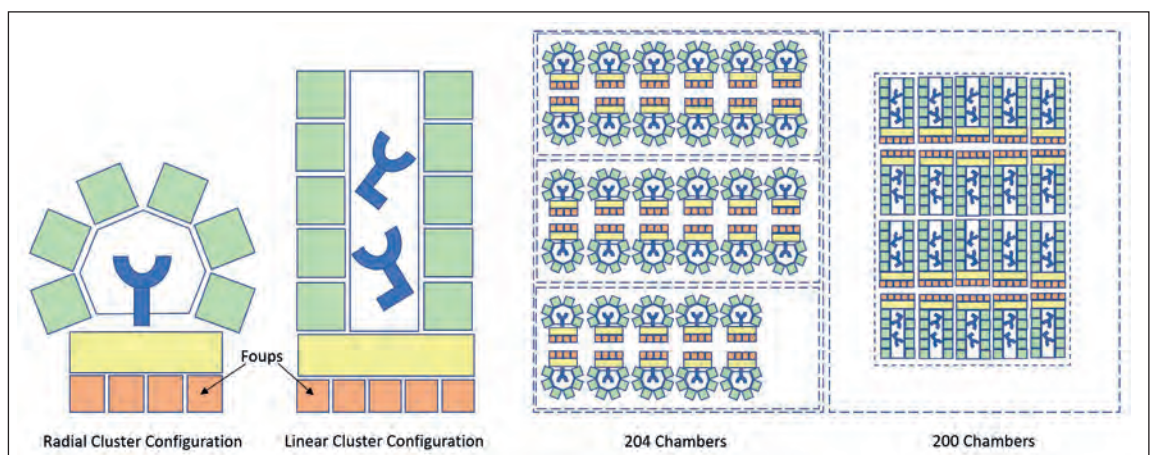 Foups
Radial Cluster Configuration
Linear Cluster Configuration
204 Chambers
200 Chambers